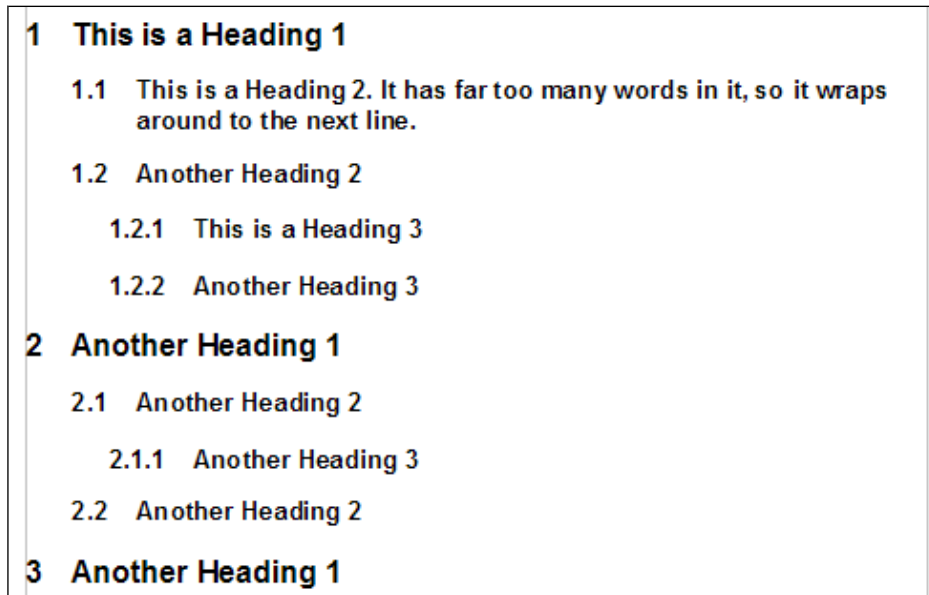 1 This is a Heading 1
1.1 This is a Heading 2. It has far too many words in it, so it wraps
around to the next line.
1.2 Another Heading 2
1.2.1 This is a Heading 3
1.2.2 Another Heading 3
2 Another Heading 1
2.1 Another Heading 2
2.1.1 Another Heading 3
2.2 Another Heading 2
3 Another Heading 1